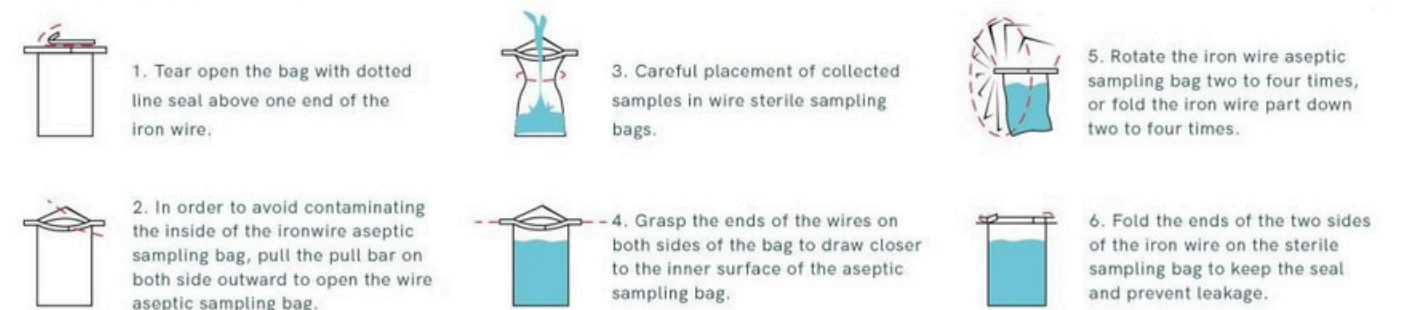 1. Tear open the bag with dotted
line seal above one end of the
iron wire.
2. In order to avoid contaminating
the inside of the ironwire aseptic
sampling bag, pull the pull bar on
both side outward to open the wire
aseptic sampling bag.
3. Careful placement of collected
samples in wire sterile sampling
bags.
4. Grasp the ends of the wires on
both sides of the bag to draw closer
to the inner surface of the aseptic
sampling bag.
5. Rotate the iron wire aseptic
sampling bag two to four times,
or fold the iron wire part down
two to four times.
6. Fold the ends of the two sides
of the iron wire on the sterile
sampling bag to keep the seal
and prevent leakage.